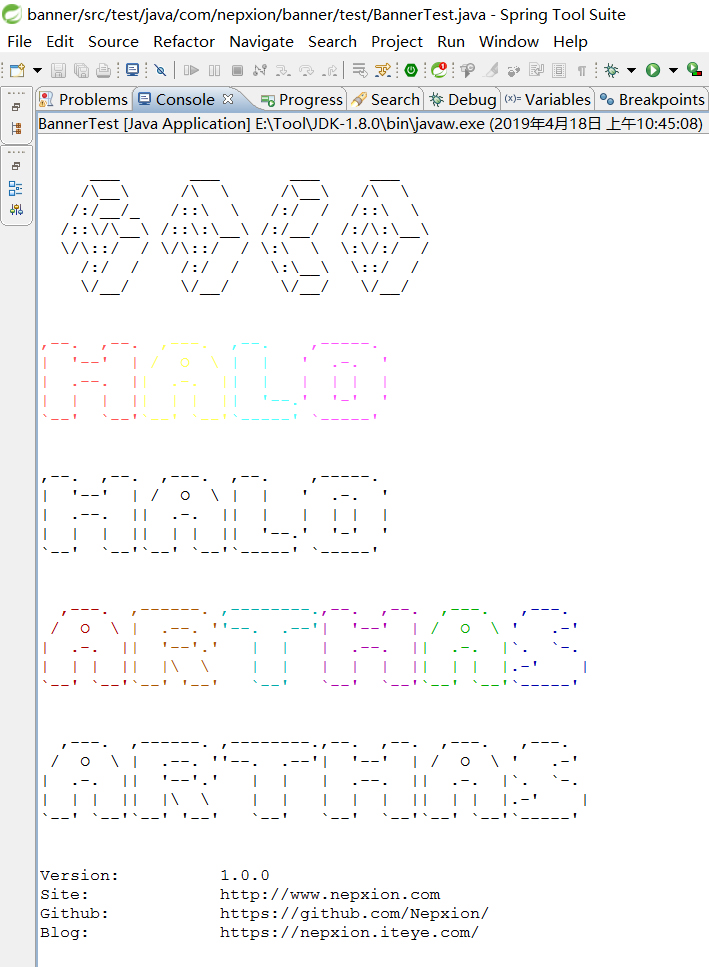 banner/src/test/java/com/nepxion/banner/test/BannerTest.java - Spring Tool Suite
File Edit Source Refactor Navigate Search Project Run Window Help
Problems Console Progress Search Debug (x)= Variables Breakpoints
BannerTest [Java Application] E:\Tool\JDK-1.8.0\bin\javaw.exe (2019年4月18日 上午10:45:08)
HALO
HALO
ARTHAS
ARTHAS
Version: 1.0.0
Site: http://www.nepxion.com
Github: https://github.com/Nepxion/
Blog: https://nepxion.iteye.com/